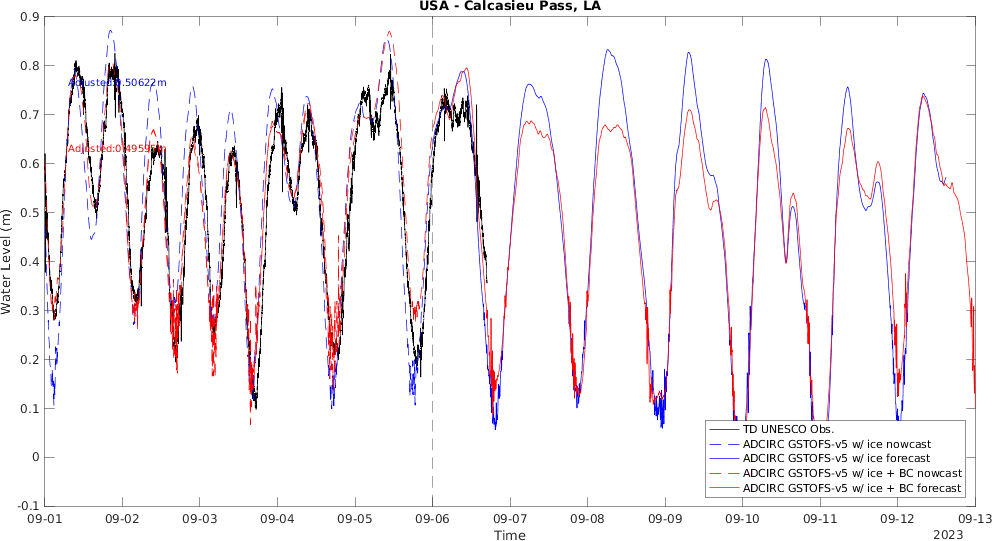 USA - Calcasieu Pass, LA
0.9
0.8
0.7
0.6
0.5
0.4
0.3
0.2
0.1
0
-0.1
Water Level (m)
TD UNESCO Obs.
ADCIRC GSTOFS-v5 w/ ice nowcast
ADCIRC GSTOFS-v5 w/ ice forecast
ADCIRC GSTOFS-v5 w/ ice + BC nowcast
ADCIRC GSTOFS-v5 w/ ice + BC forecast
09-01 09-02 09-03 09-04 09-05 09-06 09-07 09-08 09-09 09-10 09-11 09-12 09-13
Time
2023